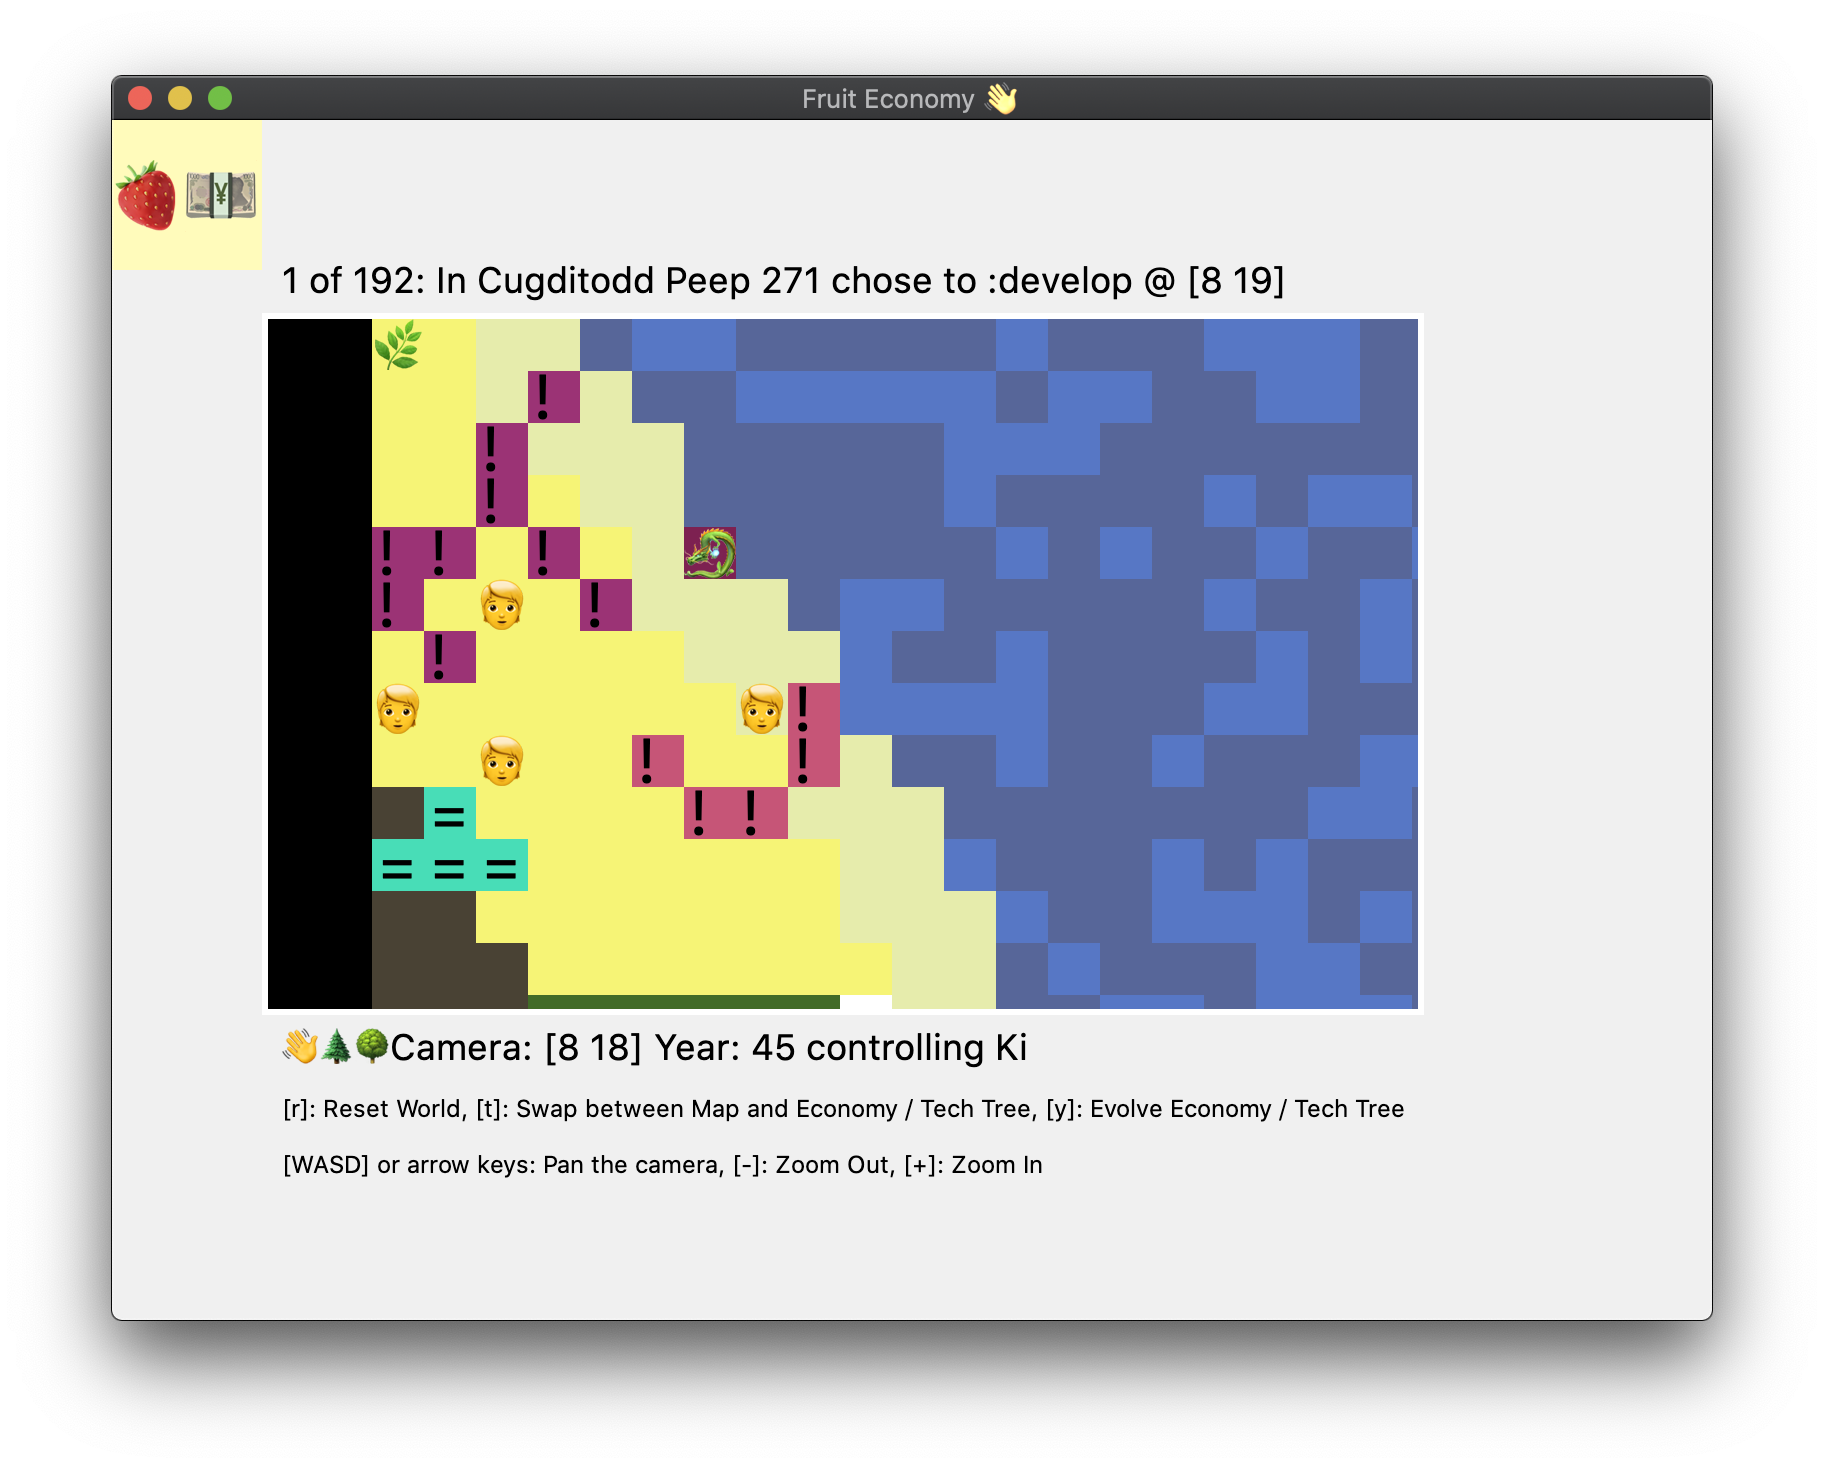 Fruit Economy 👋
1 of 192: In Cugditodd Peep 271 chose to :develop @ [8 19]
!
!
!
! ! !
! !
!
!
! !
= ! !
= = =
👋🌲🌳Camera: [8 18] Year: 45 controlling Ki
[r]: Reset World, [t]: Swap between Map and Economy / Tech Tree, [y]: Evolve Economy / Tech Tree
[WASD] or arrow keys: Pan the camera, [-]: Zoom Out, [+]: Zoom In